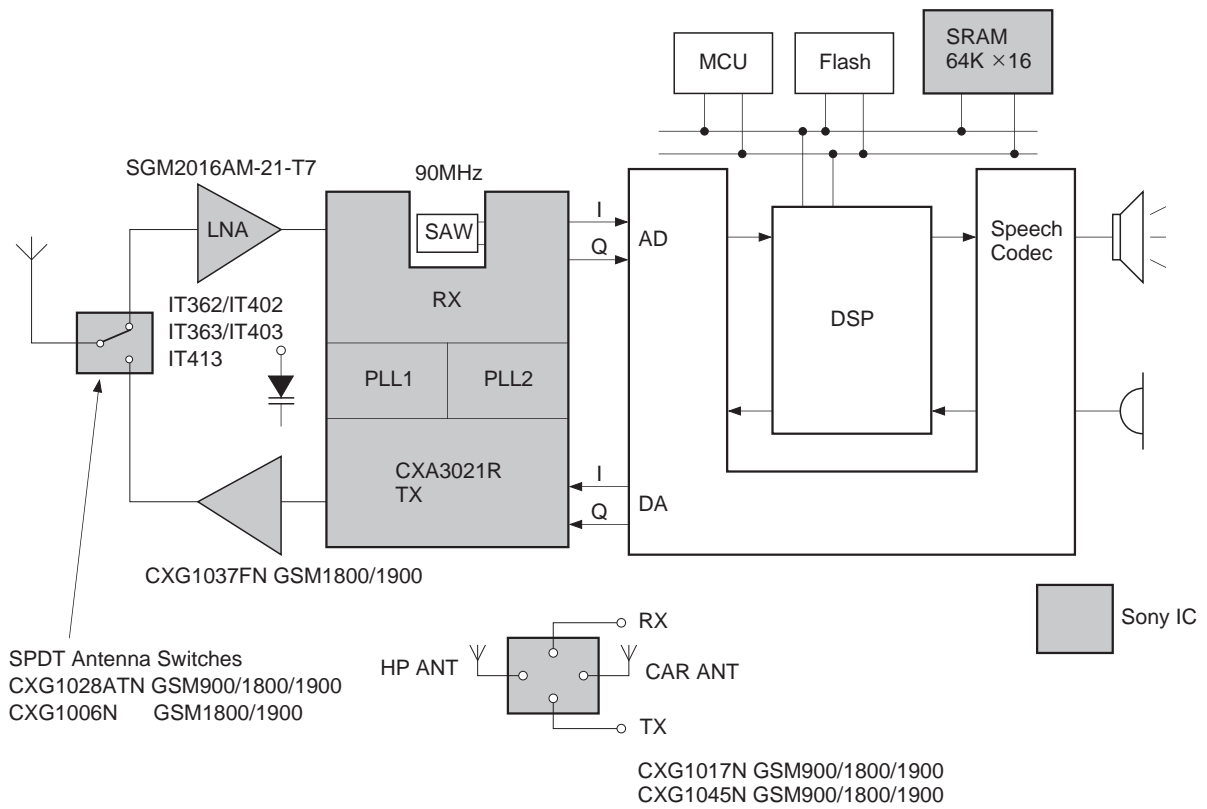 MCU
Flash
SRAM
64K ×16
SGM2016AM-21-T7
90MHz
LNA
SAW
I
Q
AD
Speech
Codec
IT362/IT402
IT363/IT403
IT413
RX
DSP
PLL1
PLL2
CXA3021R
TX
I
Q
DA
CXG1037FN GSM1800/1900
Sony IC
SPDT Antenna Switches
CXG1028ATN GSM900/1800/1900
CXG1006N GSM1800/1900
RX
HP ANT
CAR ANT
TX
CXG1017N GSM900/1800/1900
CXG1045N GSM900/1800/1900